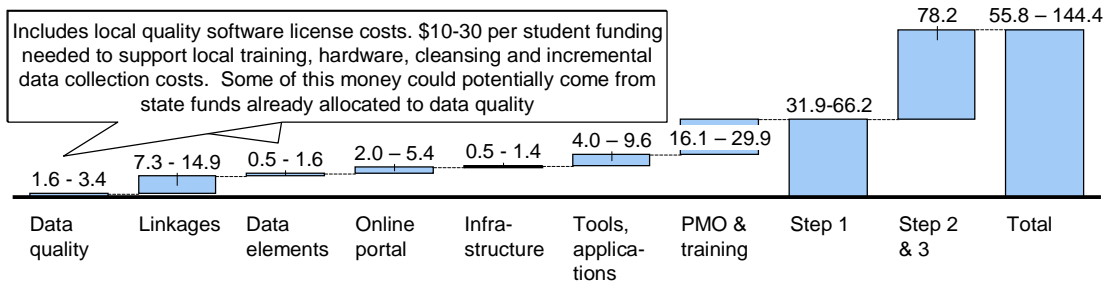 Includes local quality software license costs. $10-30 per student funding
needed to support local training, hardware, cleansing and incremental
data collection costs.  Some of this money could potentially come from
state funds already allocated to data quality
1.6 - 3.4
7.3 - 14.9
0.5 - 1.6
2.0 – 5.4
0.5 - 1.4
4.0 – 9.6
16.1 – 29.9
31.9-66.2
78.2
55.8 – 144.4
Data
quality
Linkages
Data
elements
Online
portal
Infra-
structure
Tools,
applica-
tions
PMO &
training
Step 1
Step 2
& 3
Total